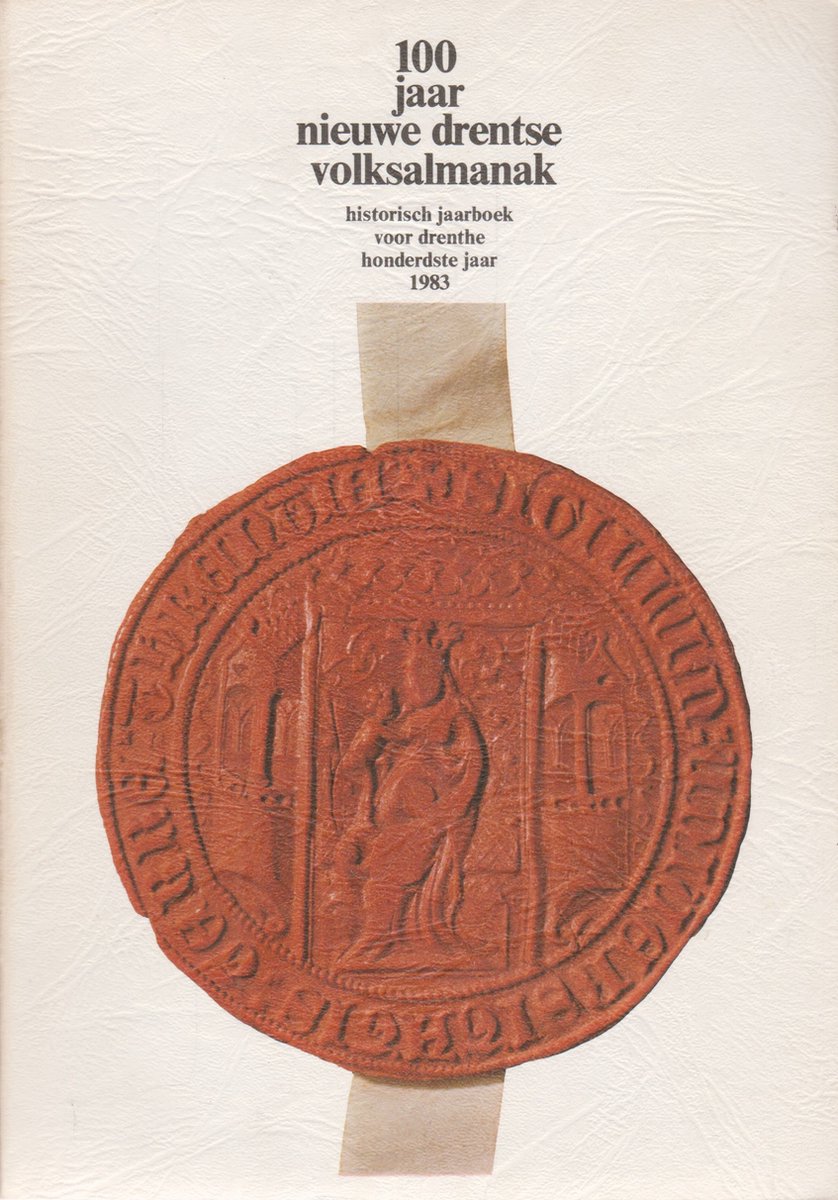 100
jaar
nieuwe drentse
volksalmanak
historisch jaarboek
voor drenthe
honderdste jaar
1983